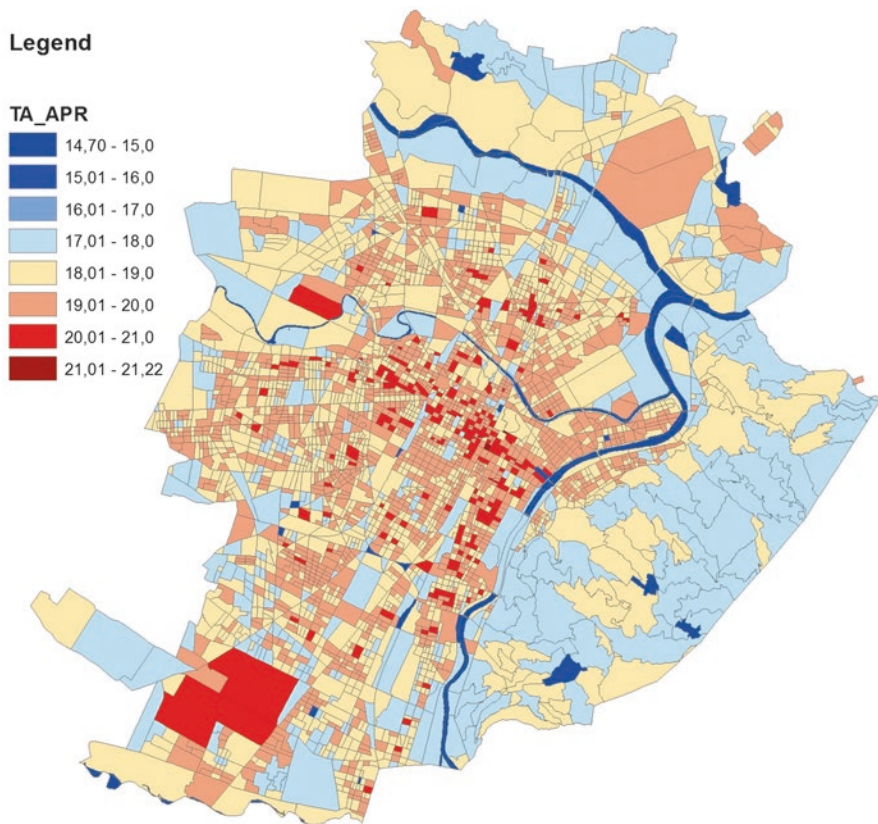 Legend
TA_APR
14,70 - 15,0
15,01 - 16,0
16,01 - 17,0
17,01 - 18,0
18,01 - 19,0
19,01 - 20,0
20,01 - 21,0
21,01 - 21,22